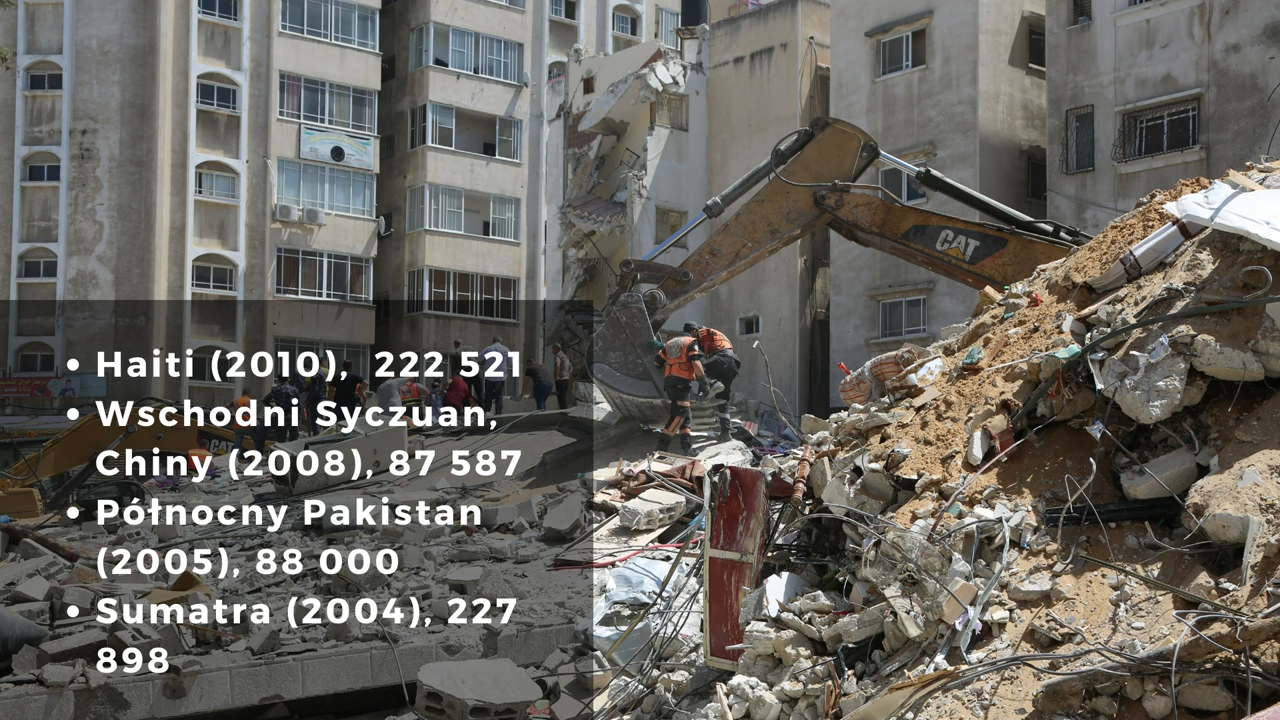 • Haiti (2010),  222 521
• Wschodni Syczuan,
Chiny (2008), 87 587
• Północny Pakistan
(2005), 88 000
• Sumatra (2004), 227
898
CAT
CAT